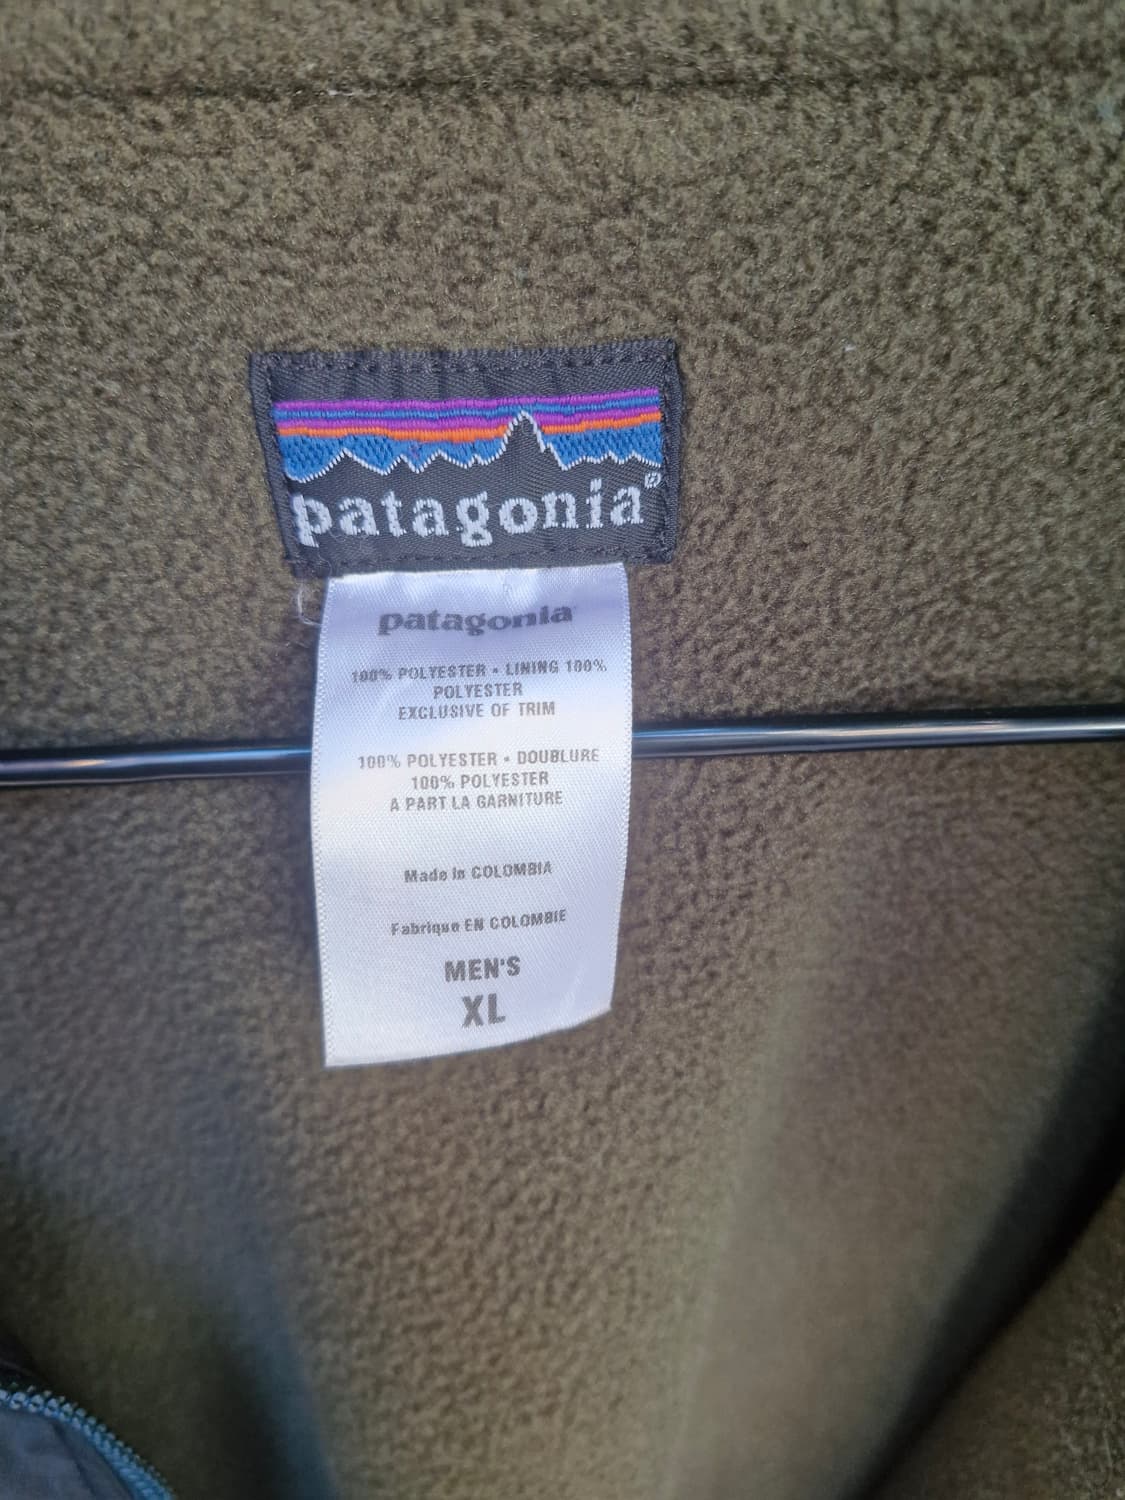 patagonia®
patagonia
100% POLYESTER • LINING 100%
POLYESTER
EXCLUSIVE OF TRIM
100% POLYESTER • DOUBLURE
100% POLYESTER
A PART LA GARNITURE
Made in COLOMBIA
Fabrique EN COLOMBIE
MEN'S
XL